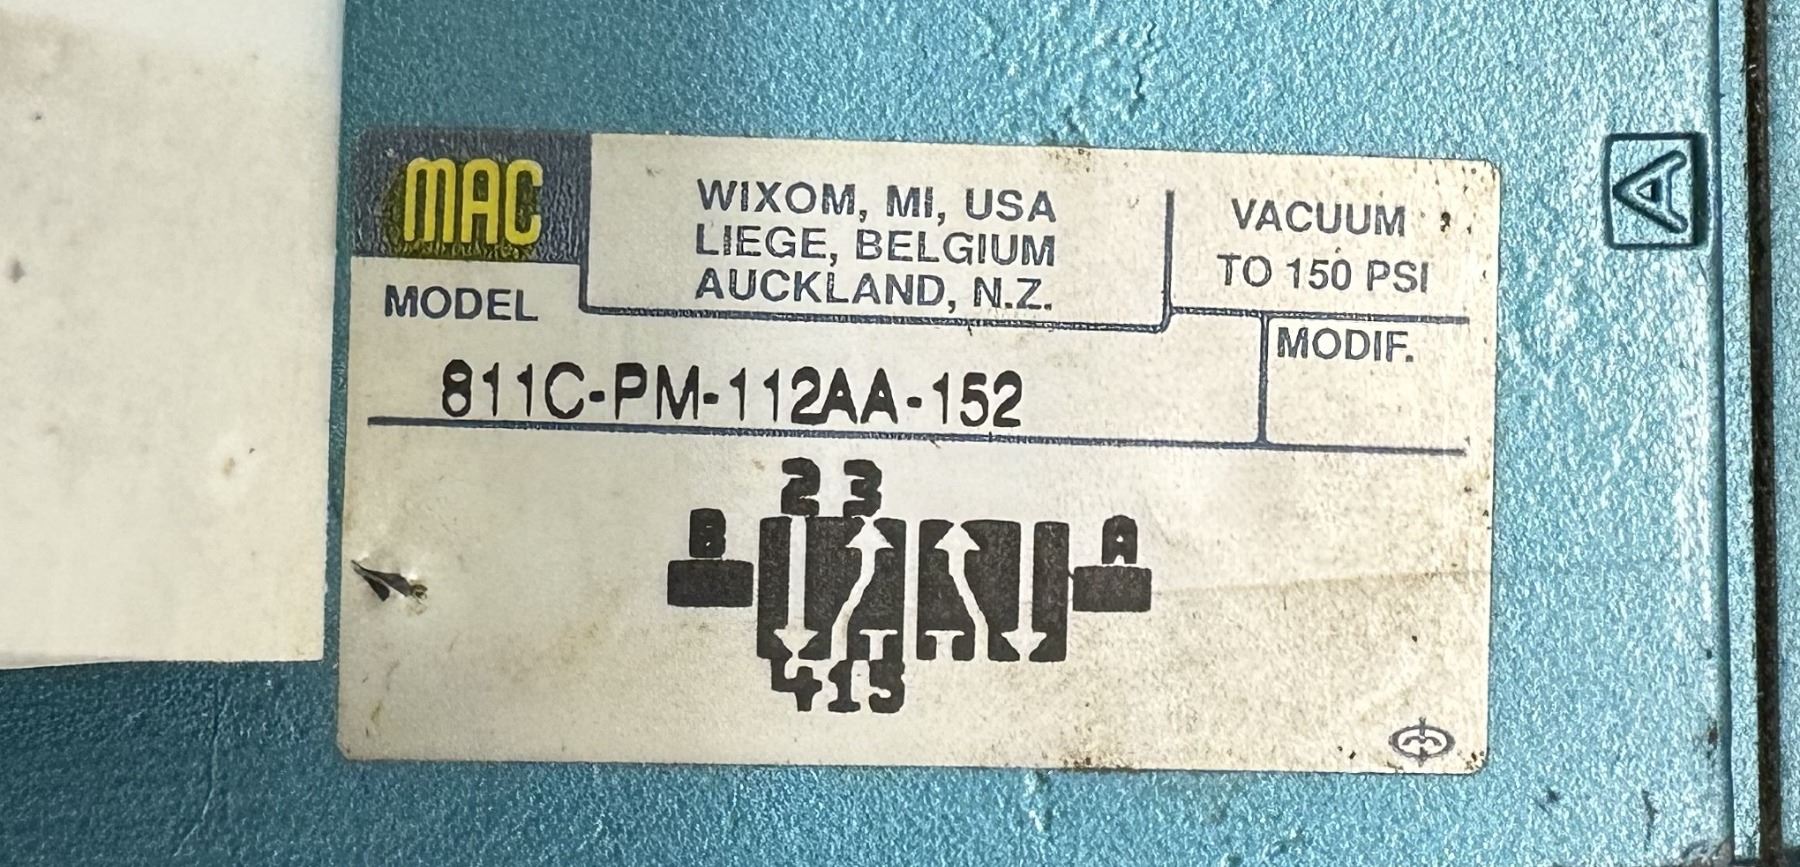 MAC
WIXOM, MI, USA
LIEGE, BELGIUM
AUCKLAND, N.Z.
VACUUM
TO 150 PSI
MODEL
MODIF.
811C-PM-112AA-152
2 3
B
A
4 1 5
A